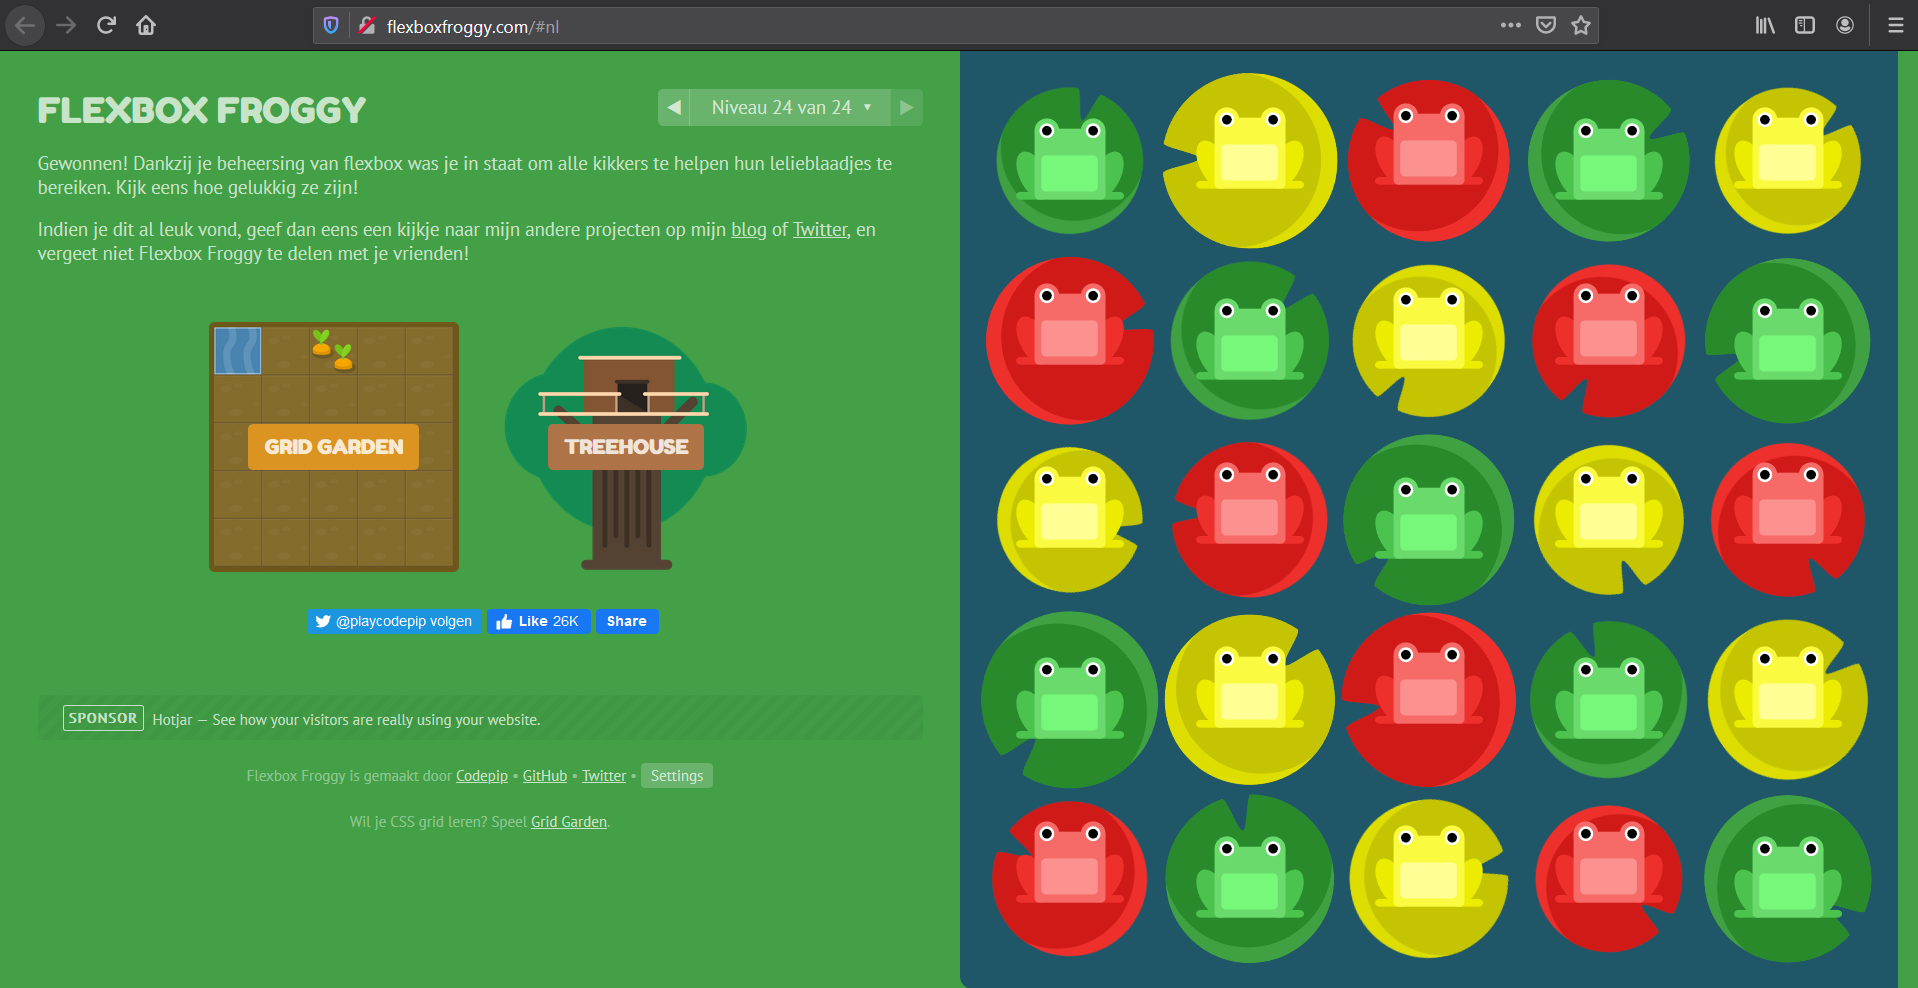 flexboxfroggy.com/#nl
FLEXBOX FROGGY
Niveau 24 van 24
Gewonnen! Dankzij je beheersing van flexbox was je in staat om alle kikkers te helpen hun lelieblaadjes te
bereiken. Kijk eens hoe gelukkig ze zijn!
Indien je dit al leuk vond, geef dan eens een kijkje naar mijn andere projecten op mijn blog of Twitter, en
vergeet niet Flexbox Froggy te delen met je vrienden!
GRID GARDEN
TREEHOUSE
@playcodepip volgen
Like 26K
Share
SPONSOR Hotjar — See how your visitors are really using your website.
Flexbox Froggy is gemaakt door Codepip • GitHub • Twitter • Settings
Wil je CSS grid leren? Speel Grid Garden.